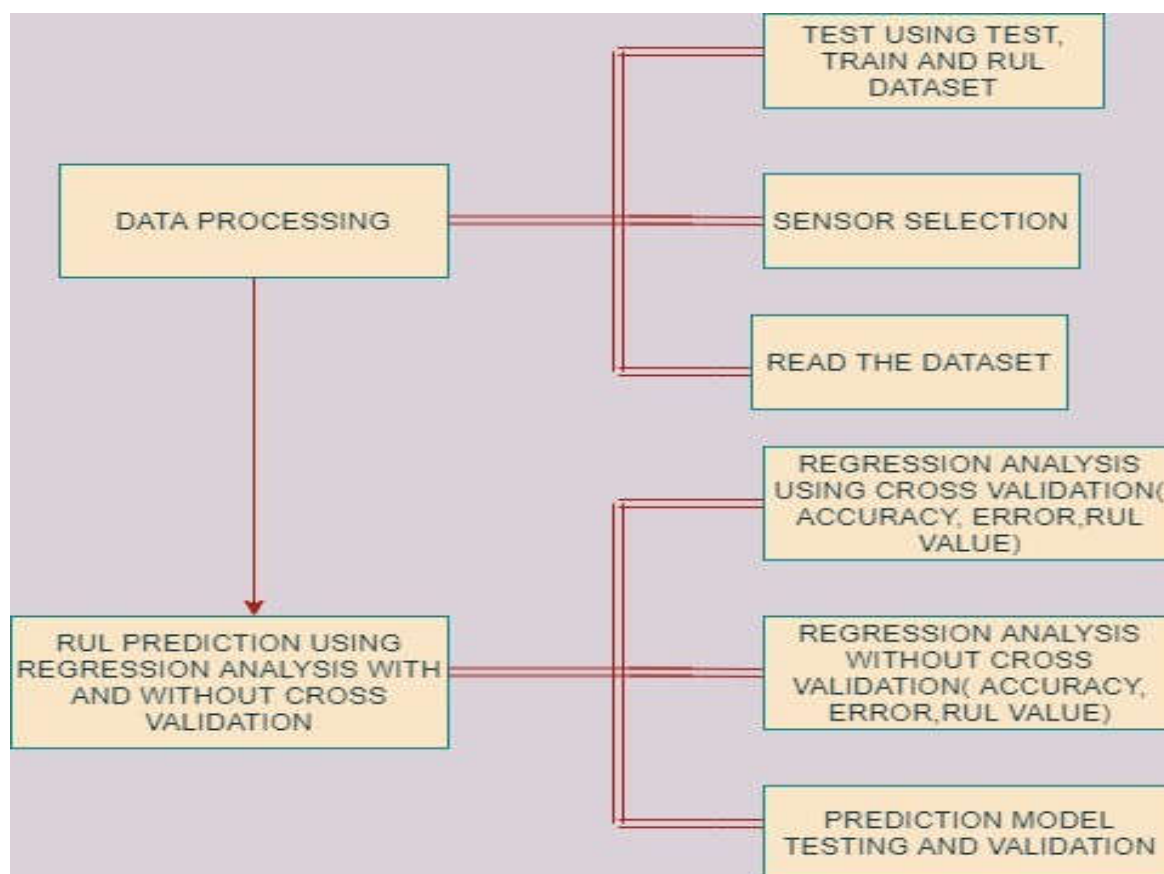 TEST USING TEST,
TRAIN AND RUL
DATASET
DATA PROCESSING
SENSOR SELECTION
READ THE DATASET
REGRESSION ANALYSIS
USING CROSS VALIDATION(
ACCURACY, ERROR,RUL
VALUE)
RUL PREDICTION USING
REGRESSION ANALYSIS WITH
AND WITHOUT CROSS
VALIDATION
REGRESSION ANALYSIS
WITHOUT CROSS
VALIDATION( ACCURACY,
ERROR,RUL VALUE)
PREDICTION MODEL
TESTING AND VALIDATION